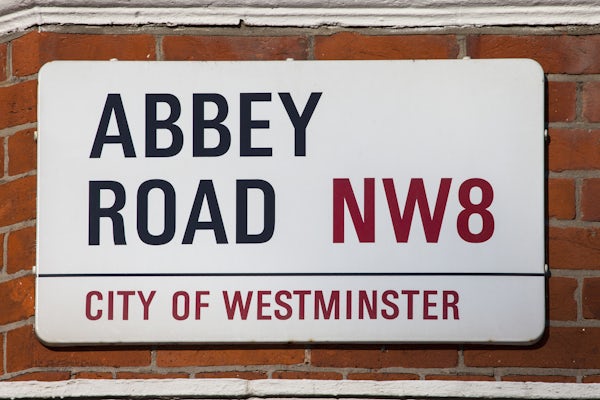 ABBEY
ROAD NW8
CITY OF WESTMINSTER